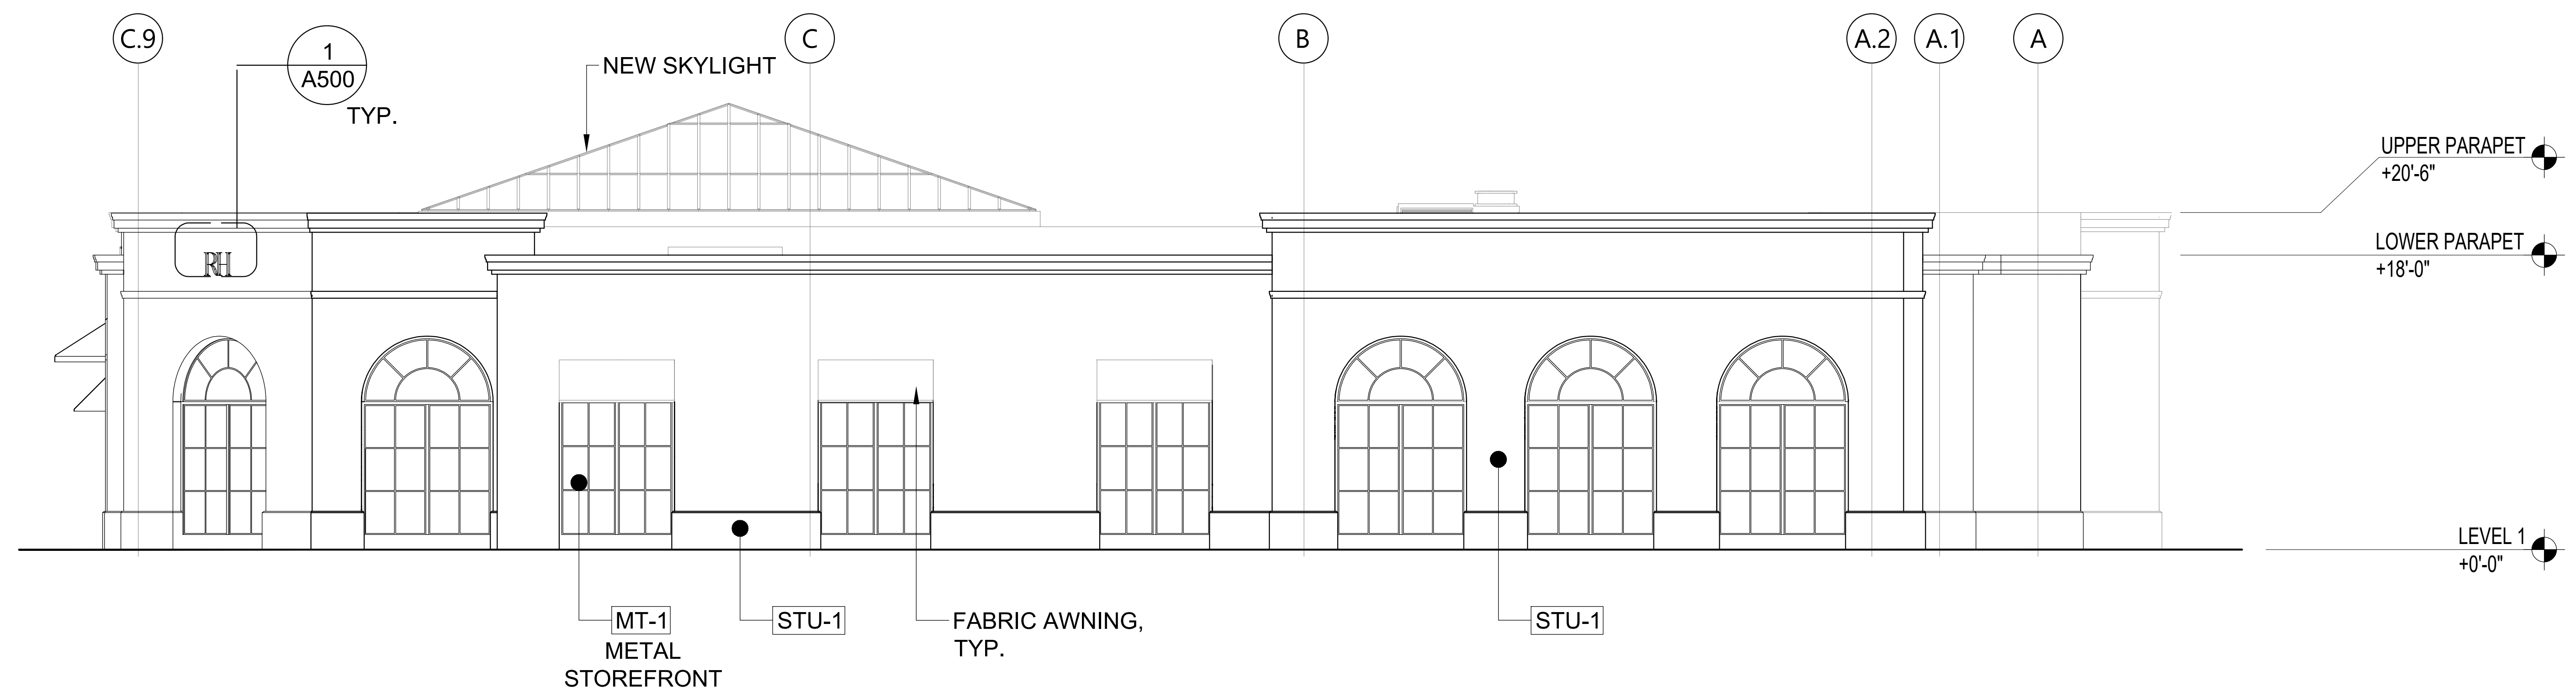 C.9
C
B
A.2
A.1
A
1
A500
TYP.
NEW SKYLIGHT
UPPER PARAPET
+20'-6"
LOWER PARAPET
+18'-0"
RH
LEVEL 1
+0'-0"
MT-1
METAL
STOREFRONT
STU-1
FABRIC AWNING,
TYP.
STU-1